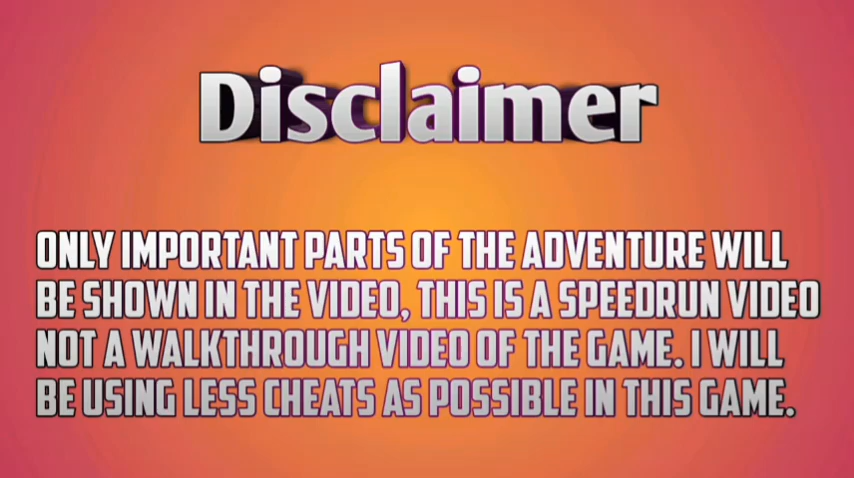 Disclaimer
ONLY IMPORTANT PARTS OF THE ADVENTURE WILL
BE SHOWN IN THE VIDEO, THIS IS A SPEEDRUN VIDEO
NOT A WALKTHROUGH VIDEO OF THE GAME. I WILL
BE USING LESS CHEATS AS POSSIBLE IN THIS GAME.